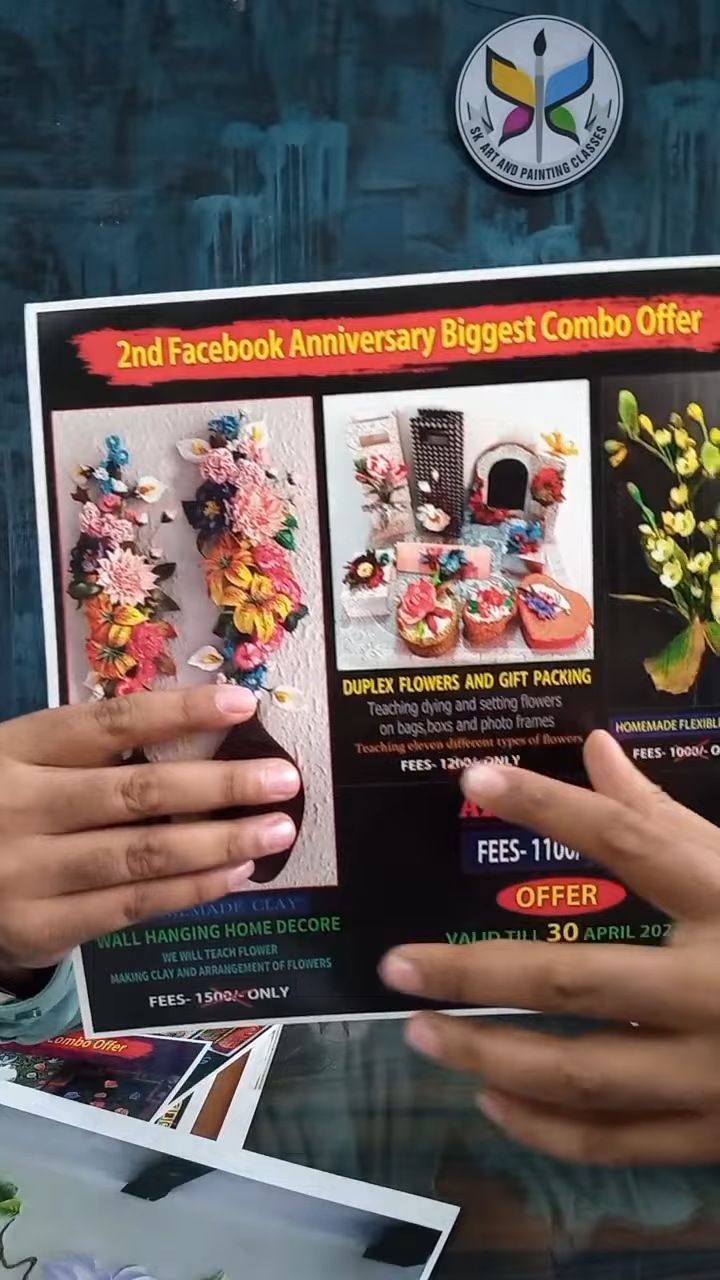 SK ART AND PAINTING CLASSES
2nd Facebook Anniversary Biggest Combo Offer
DUPLEX FLOWERS AND GIFT PACKING
Teaching dying and setting flowers
on bags,boxs and photo frames
Teaching eleven different types of flowers
FEES- 1200/- ONLY
HOMEMADE FLEXIBL
FEES- 1000/- O
FEES- 1100/-
OFFER
VALID TILL 30 APRIL 202
CLAY
WALL HANGING HOME DECORE
WE WILL TEACH FLOWER
MAKING CLAY AND ARRANGEMENT OF FLOWERS
FEES- 1500/- ONLY
Combo Offer